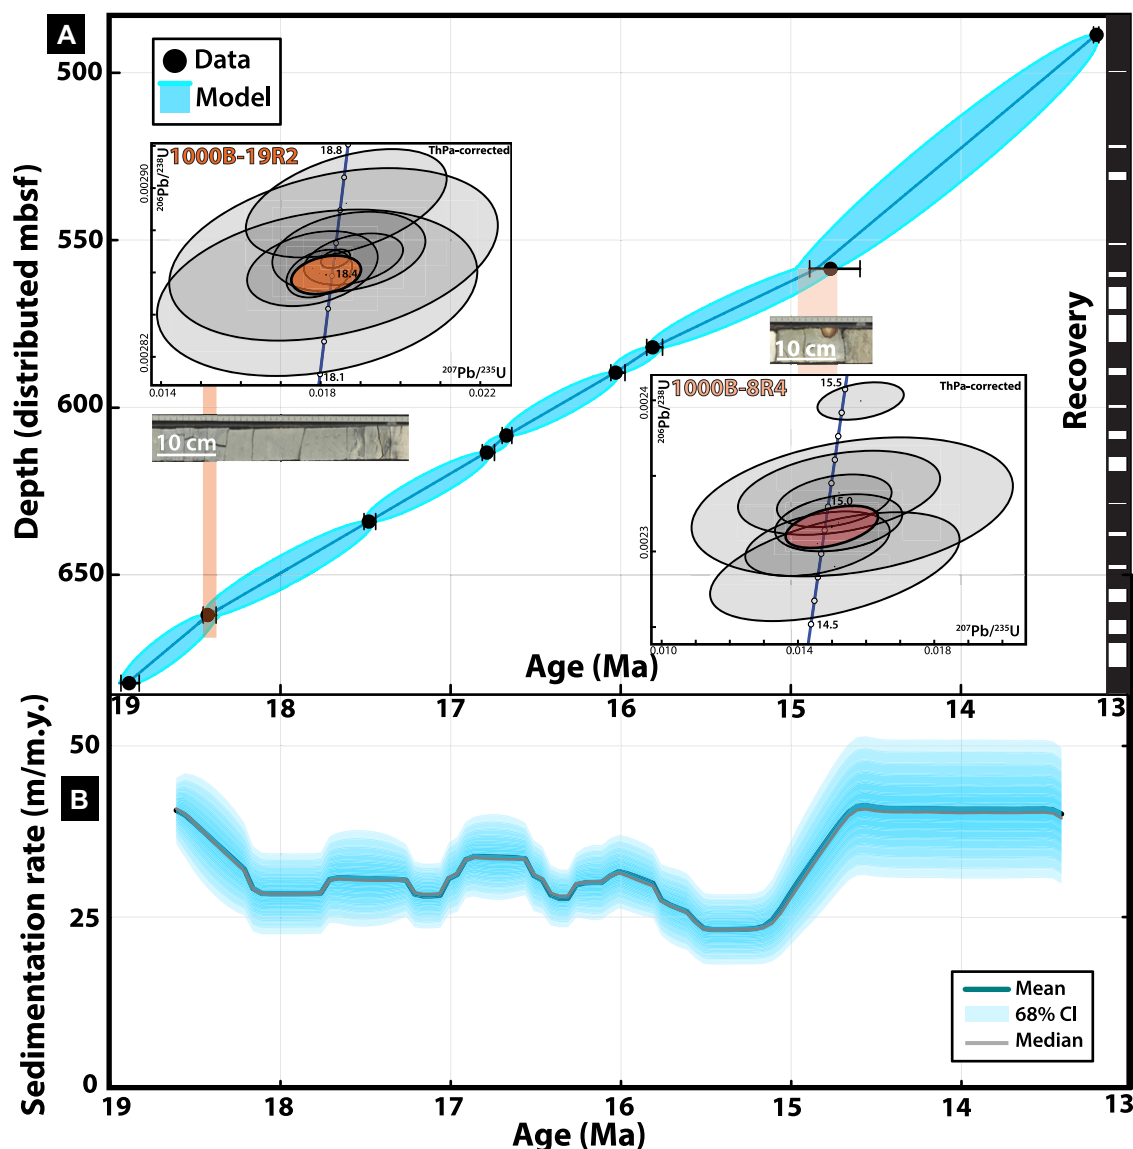 A
Data
Model
Depth (distributed mbsf)
500
550
600
650
1000B-19R2
ThPa-corrected
206Pb/238U
0.00290
0.00282
18.8
18.4
18.1
0.014
0.018
0.022
207Pb/235U
10 cm
10 cm
1000B-8R4
ThPa-corrected
206Pb/238U
0.0024
0.0023
15.5
15.0
14.5
0.010
0.014
0.018
207Pb/235U
Recovery
Age (Ma)
19
18
17
16
15
14
13
B
Sedimentation rate (m/m.y.)
50
25
0
Mean
68% CI
Median
19
18
17
16
15
14
13
Age (Ma)